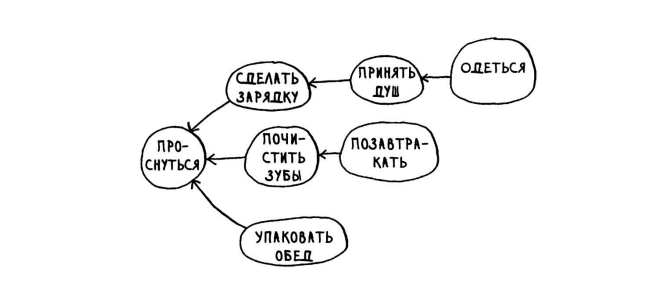 СДЕЛАТЬ
ЗАРЯДКУ
ПРИНЯТЬ
ДУШ
ОДЕТЬСЯ
ПРО-
СНУТЬСЯ
ПОЧИ-
СТИТЬ
ЗУБЫ
ПОЗАВТРА-
КАТЬ
УПАКОВАТЬ
ОБЕД